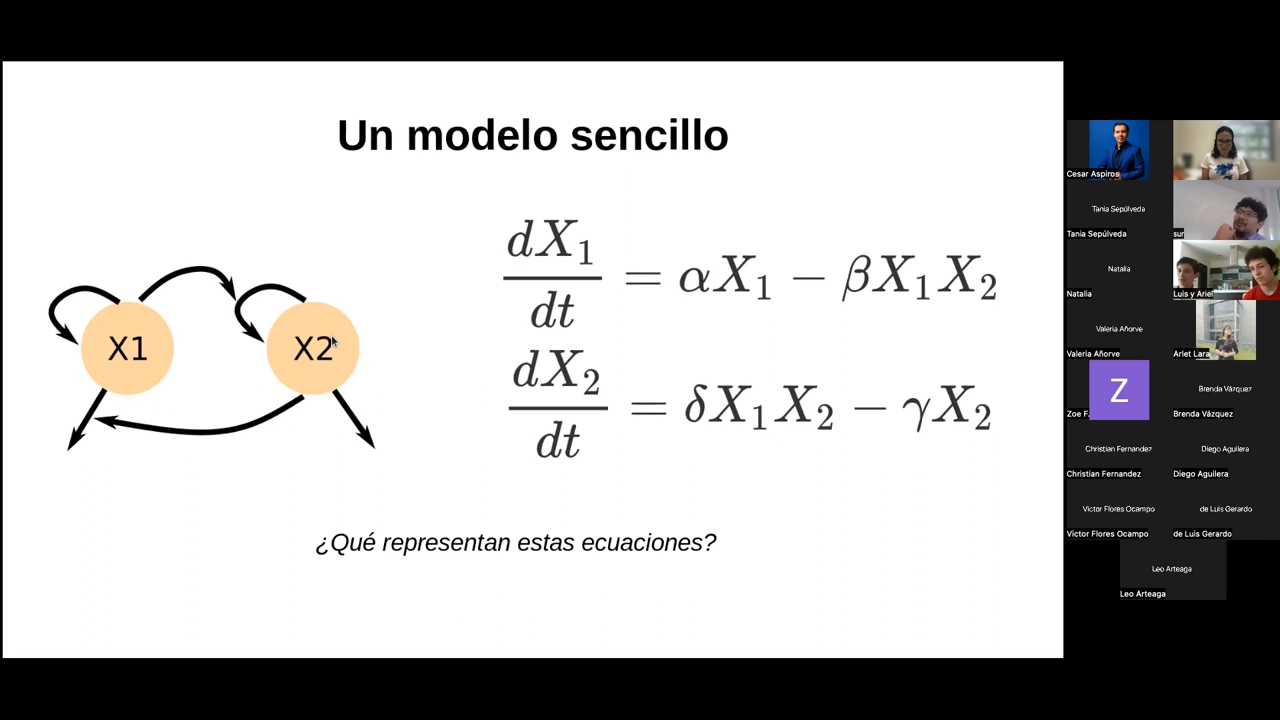 Un modelo sencillo
X1
X2
dX₁/dt = αX₁ − βX₁X₂
dX₂/dt = δX₁X₂ − γX₂
¿Qué representan estas ecuaciones?
Cesar Aspiros
Tania Sepúlveda
Tania Sepúlveda
sur
Natalia
Natalia
Luis y Ariel
Valeria Añorve
Valeria Añorve
Arlet Lara
Z
Zoe F.
Brenda Vázquez
Brenda Vázquez
Christian Fernandez
Christian Fernandez
Diego Aguilera
Diego Aguilera
Victor Flores Ocampo
Victor Flores Ocampo
de Luis Gerardo
de Luis Gerardo
Leo Arteaga
Leo Arteaga